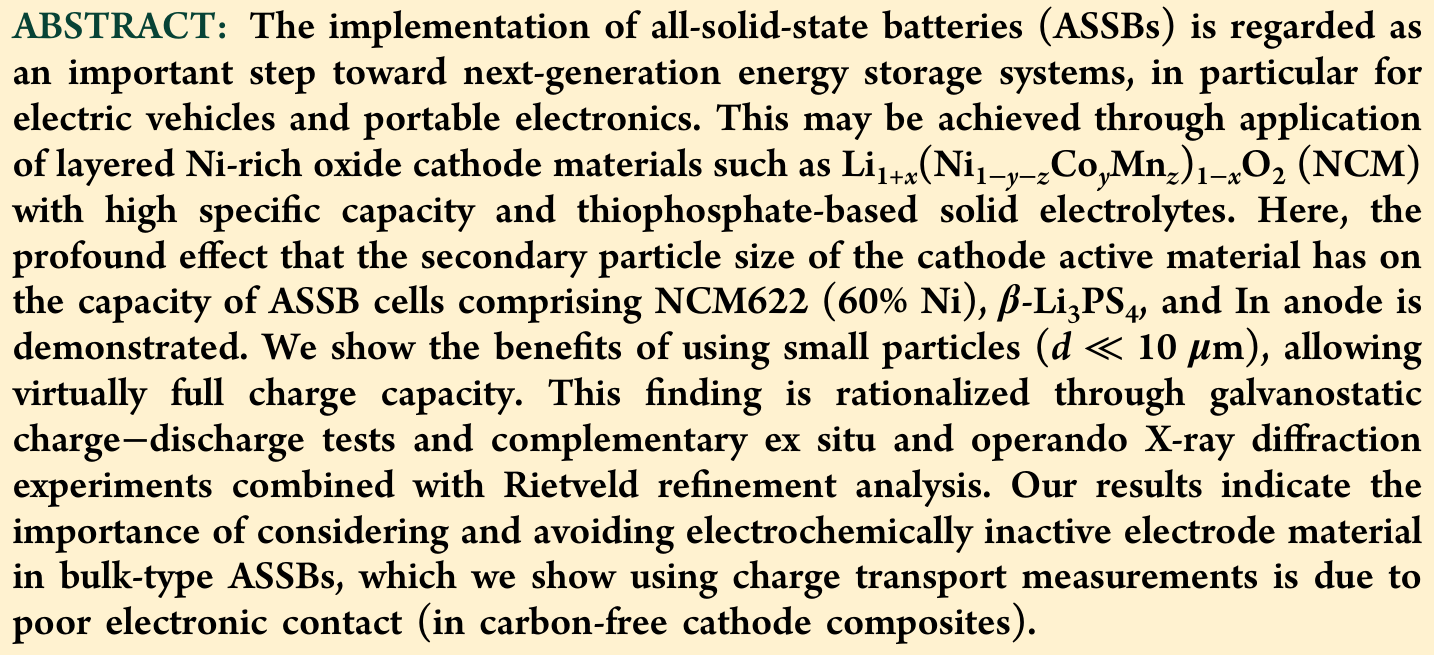 ABSTRACT: The implementation of all-solid-state batteries (ASSBs) is regarded as
an important step toward next-generation energy storage systems, in particular for
electric vehicles and portable electronics. This may be achieved through application
of layered Ni-rich oxide cathode materials such as Li₁₊ₓ(Ni₁₋y₋zCoyMnz)₁₋ₓO₂ (NCM)
with high specific capacity and thiophosphate-based solid electrolytes. Here, the
profound effect that the secondary particle size of the cathode active material has on
the capacity of ASSB cells comprising NCM622 (60% Ni), β-Li₃PS₄, and In anode is
demonstrated. We show the benefits of using small particles (d ≪ 10 μm), allowing
virtually full charge capacity. This finding is rationalized through galvanostatic
charge−discharge tests and complementary ex situ and operando X-ray diffraction
experiments combined with Rietveld refinement analysis. Our results indicate the
importance of considering and avoiding electrochemically inactive electrode material
in bulk-type ASSBs, which we show using charge transport measurements is due to
poor electronic contact (in carbon-free cathode composites).